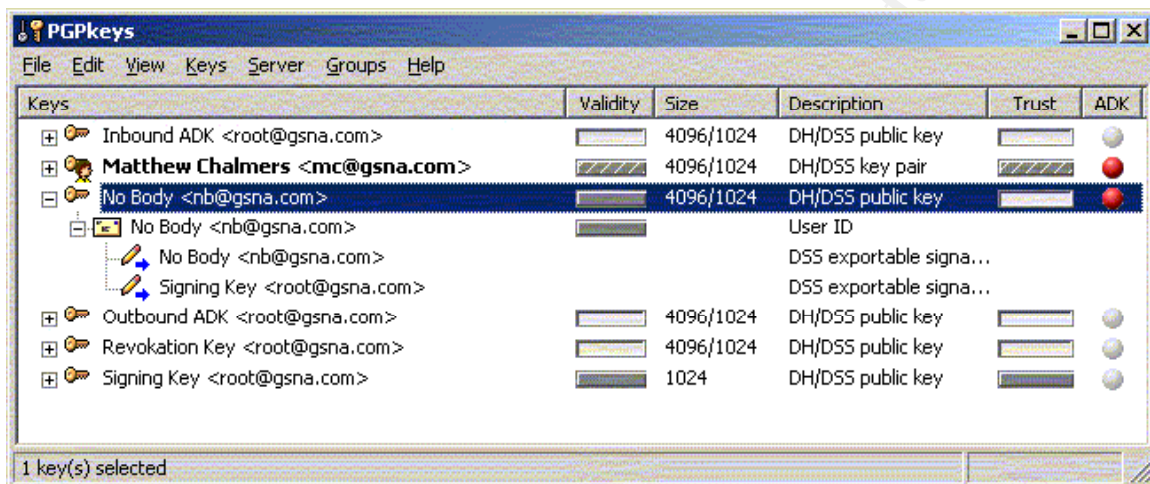 PGPkeys
File Edit View Keys Server Groups Help
Keys Validity Size Description Trust ADK
Inbound ADK <root@gsna.com> 4096/1024 DH/DSS public key
Matthew Chalmers <mc@gsna.com> 4096/1024 DH/DSS key pair
No Body <nb@gsna.com> 4096/1024 DH/DSS public key
No Body <nb@gsna.com> User ID
No Body <nb@gsna.com> DSS exportable signa...
Signing Key <root@gsna.com> DSS exportable signa...
Outbound ADK <root@gsna.com> 4096/1024 DH/DSS public key
Revokation Key <root@gsna.com> 4096/1024 DH/DSS public key
Signing Key <root@gsna.com> 1024 DH/DSS public key
1 key(s) selected